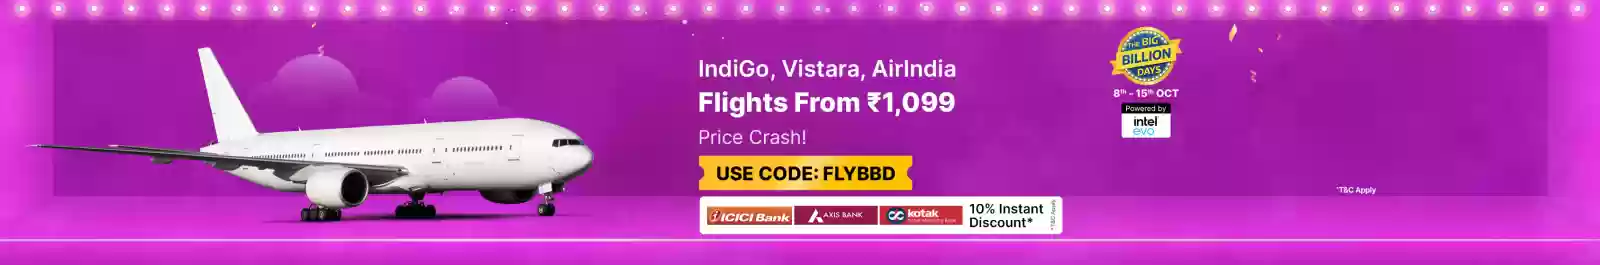 IndiGo, Vistara, AirIndia
Flights From ₹1,099
Price Crash!
USE CODE: FLYBBD
ICICI Bank
AXIS BANK
kotak
10% Instant
Discount*
*T&C Apply
THE BIG
BILLION
DAYS
8th - 15th OCT
Powered by
intel
evo
*T&C Apply